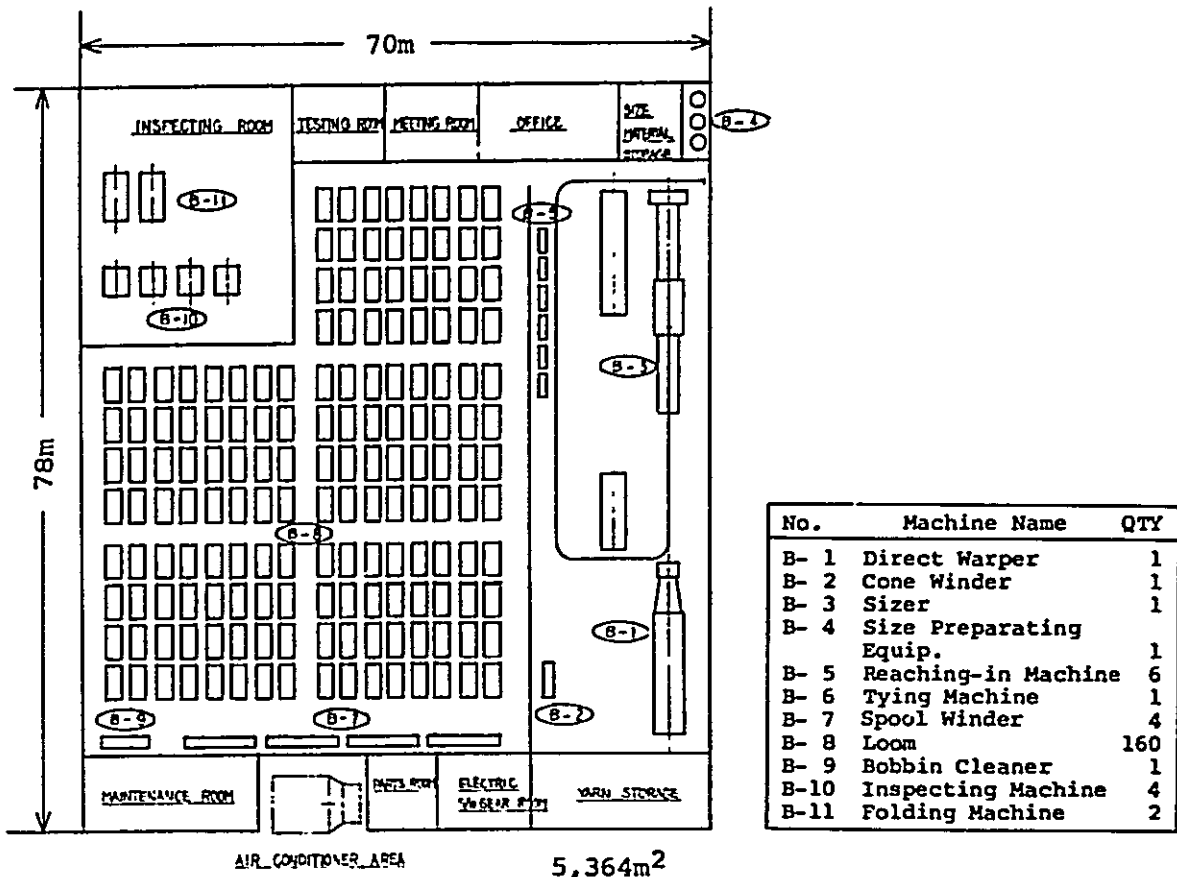 70m
INSPECTING ROOM
TESTING ROOM
MEETING ROOM
OFFICE
SIZE
MATERIAL
STORAGE
B-4
B-11
B-5
B-10
B-3
78m
B-8
B-1
B-9
B-7
B-2
MAINTENANCE ROOM
PARTS ROOM
ELECTRIC
YARN STORAGE
AIR CONDITIONER AREA
5,364m²
No. Machine Name QTY
B- 1 Direct Warper 1
B- 2 Cone Winder 1
B- 3 Sizer 1
B- 4 Size Preparating
Equip. 1
B- 5 Reaching-in Machine 6
B- 6 Tying Machine 1
B- 7 Spool Winder 4
B- 8 Loom 160
B- 9 Bobbin Cleaner 1
B-10 Inspecting Machine 4
B-11 Folding Machine 2